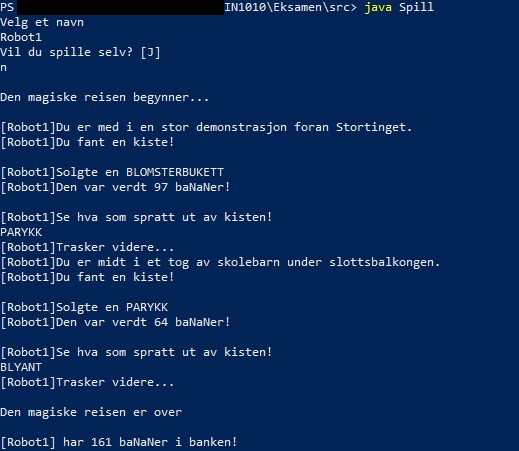 PS IN1010\Eksamen\src> java Spill
Velg et navn
Robot1
Vil du spille selv? [J]
n
Den magiske reisen begynner...
[Robot1]Du er med i en stor demonstrasjon foran Stortinget.
[Robot1]Du fant en kiste!
[Robot1]Solgte en BLOMSTERBUKETT
[Robot1]Den var verdt 97 baNaNer!
[Robot1]Se hva som spratt ut av kisten!
PARYKK
[Robot1]Trasker videre...
[Robot1]Du er midt i et tog av skolebarn under slottsbalkongen.
[Robot1]Du fant en kiste!
[Robot1]Solgte en PARYKK
[Robot1]Den var verdt 64 baNaNer!
[Robot1]Se hva som spratt ut av kisten!
BLYANT
[Robot1]Trasker videre...
Den magiske reisen er over
[Robot1] har 161 baNaNer i banken!